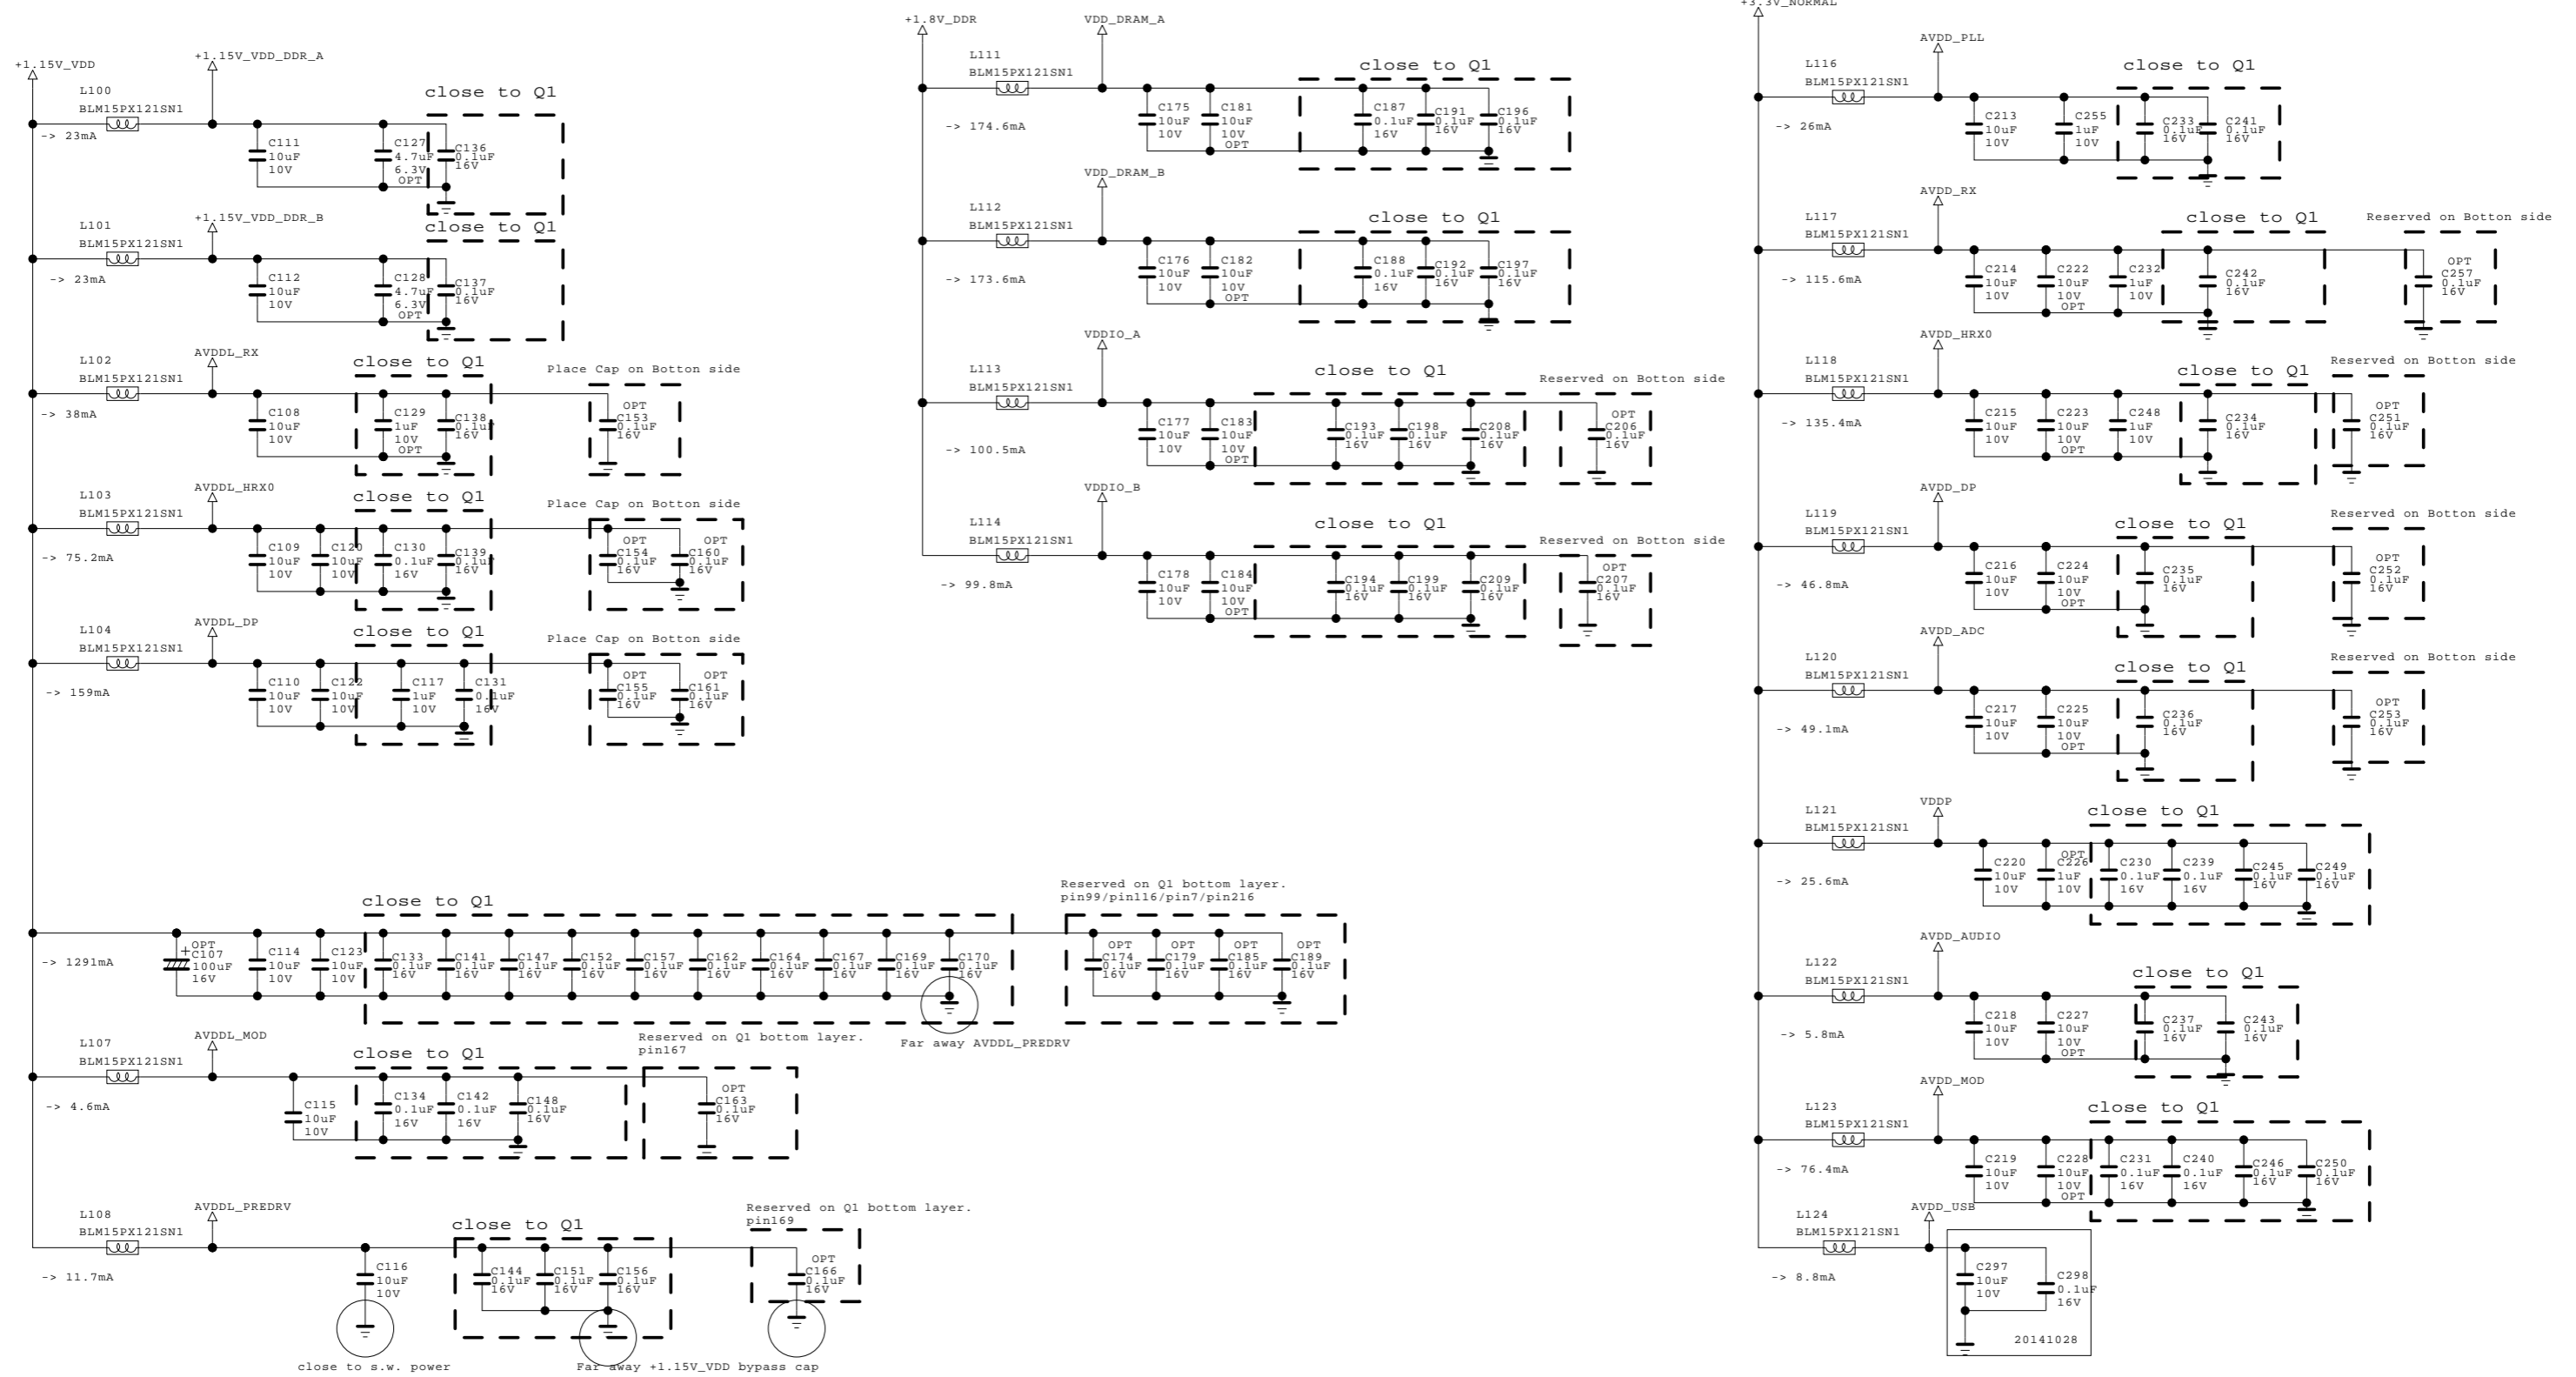 +1.15V_VDD
+1.15V_VDD_DDR_A
L100
BLM15PX121SN1
-> 23mA
close to Q1
C111
10uF
10V
C127
4.7uF
6.3V
OPT
C136
0.1uF
16V
+1.15V_VDD_DDR_B
L101
BLM15PX121SN1
-> 23mA
close to Q1
C112
10uF
10V
C128
4.7uF
6.3V
OPT
C137
0.1uF
16V
AVDDL_RX
L102
BLM15PX121SN1
-> 38mA
close to Q1
C108
10uF
10V
C129
1uF
10V
OPT
C138
0.1uF
16V
Place Cap on Botton side
OPT
C153
0.1uF
16V
AVDDL_HRX0
L103
BLM15PX121SN1
-> 75.2mA
close to Q1
C109
10uF
10V
C120
10uF
10V
C130
0.1uF
16V
C139
0.1uF
16V
Place Cap on Botton side
OPT
C154
0.1uF
16V
OPT
C160
0.1uF
16V
AVDDL_DP
L104
BLM15PX121SN1
-> 159mA
close to Q1
C110
10uF
10V
C122
10uF
10V
C117
1uF
10V
C131
0.1uF
16V
Place Cap on Botton side
OPT
C155
0.1uF
16V
OPT
C161
0.1uF
16V
-> 1291mA
close to Q1
OPT
+
C107
100uF
16V
C114
10uF
10V
C123
10uF
10V
C133
0.1uF
16V
C141
0.1uF
16V
C147
0.1uF
16V
C152
0.1uF
16V
C157
0.1uF
16V
C162
0.1uF
16V
C164
0.1uF
16V
C167
0.1uF
16V
C169
0.1uF
16V
C170
0.1uF
16V
Far away AVDDL_PREDRV
Reserved on Q1 bottom layer.
pin99/pin116/pin7/pin216
OPT
C174
0.1uF
16V
OPT
C179
0.1uF
16V
OPT
C185
0.1uF
16V
OPT
C189
0.1uF
16V
AVDDL_MOD
L107
BLM15PX121SN1
-> 4.6mA
close to Q1
C115
10uF
10V
C134
0.1uF
16V
C142
0.1uF
16V
C148
0.1uF
16V
Reserved on Q1 bottom layer.
pin167
OPT
C163
0.1uF
16V
AVDDL_PREDRV
L108
BLM15PX121SN1
-> 11.7mA
C116
10uF
10V
close to s.w. power
close to Q1
C144
0.1uF
16V
C151
0.1uF
16V
C156
0.1uF
16V
Far away +1.15V_VDD bypass cap
Reserved on Q1 bottom layer.
pin169
OPT
C166
0.1uF
16V
+1.8V_DDR
VDD_DRAM_A
L111
BLM15PX121SN1
-> 174.6mA
close to Q1
C175
10uF
10V
C181
10uF
10V
OPT
C187
0.1uF
16V
C191
0.1uF
16V
C196
0.1uF
16V
VDD_DRAM_B
L112
BLM15PX121SN1
-> 173.6mA
close to Q1
C176
10uF
10V
C182
10uF
10V
OPT
C188
0.1uF
16V
C192
0.1uF
16V
C197
0.1uF
16V
VDDIO_A
L113
BLM15PX121SN1
-> 100.5mA
close to Q1
C177
10uF
10V
C183
10uF
10V
OPT
C193
0.1uF
16V
C198
0.1uF
16V
C208
0.1uF
16V
Reserved on Botton side
OPT
C206
0.1uF
16V
VDDIO_B
L114
BLM15PX121SN1
-> 99.8mA
close to Q1
C178
10uF
10V
C184
10uF
10V
OPT
C194
0.1uF
16V
C199
0.1uF
16V
C209
0.1uF
16V
Reserved on Botton side
OPT
C207
0.1uF
16V
+3.3V_NORMAL
AVDD_PLL
L116
BLM15PX121SN1
-> 26mA
close to Q1
C213
10uF
10V
C255
1uF
10V
C233
0.1uF
16V
C241
0.1uF
16V
AVDD_RX
L117
BLM15PX121SN1
-> 115.6mA
close to Q1
C214
10uF
10V
C222
10uF
10V
OPT
C232
1uF
10V
C242
0.1uF
16V
Reserved on Botton side
OPT
C257
0.1uF
16V
AVDD_HRX0
L118
BLM15PX121SN1
-> 135.4mA
close to Q1
C215
10uF
10V
C223
10uF
10V
OPT
C248
1uF
10V
C234
0.1uF
16V
Reserved on Botton side
OPT
C251
0.1uF
16V
AVDD_DP
L119
BLM15PX121SN1
-> 46.8mA
close to Q1
C216
10uF
10V
C224
10uF
10V
OPT
C235
0.1uF
16V
Reserved on Botton side
OPT
C252
0.1uF
16V
AVDD_ADC
L120
BLM15PX121SN1
-> 49.1mA
close to Q1
C217
10uF
10V
C225
10uF
10V
OPT
C236
0.1uF
16V
Reserved on Botton side
OPT
C253
0.1uF
16V
VDDP
L121
BLM15PX121SN1
-> 25.6mA
close to Q1
C220
10uF
10V
OPT
C226
1uF
10V
C230
0.1uF
16V
C239
0.1uF
16V
C245
0.1uF
16V
C249
0.1uF
16V
AVDD_AUDIO
L122
BLM15PX121SN1
-> 5.8mA
close to Q1
C218
10uF
10V
C227
10uF
10V
OPT
C237
0.1uF
16V
C243
0.1uF
16V
AVDD_MOD
L123
BLM15PX121SN1
-> 76.4mA
close to Q1
C219
10uF
10V
C228
10uF
10V
OPT
C231
0.1uF
16V
C240
0.1uF
16V
C246
0.1uF
16V
C250
0.1uF
16V
AVDD_USB
L124
BLM15PX121SN1
-> 8.8mA
C297
10uF
10V
C298
0.1uF
16V
20141028